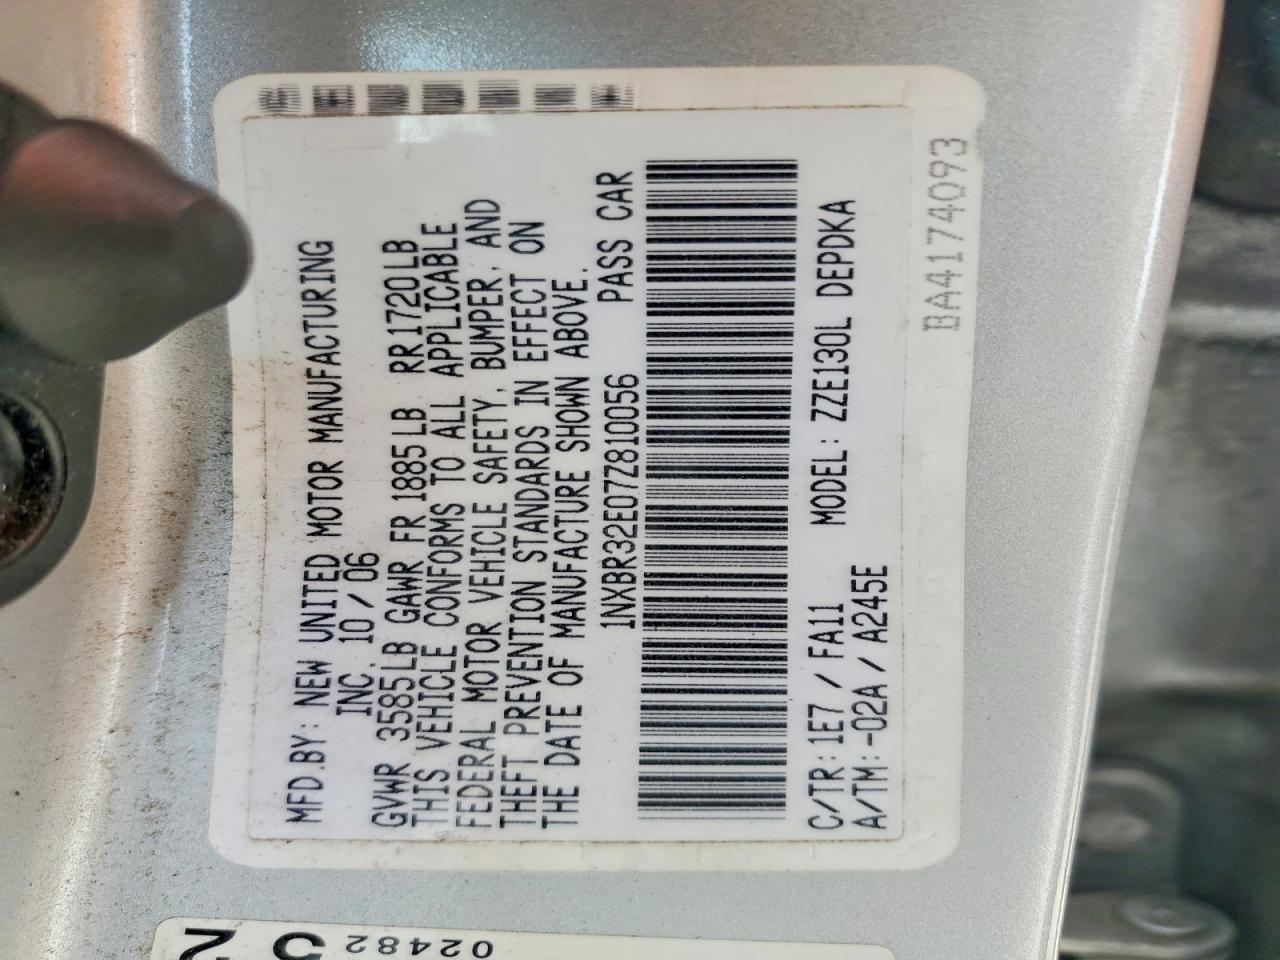 MFD.BY: NEW UNITED MOTOR MANUFACTURING
INC. 10 / 06
GVWR 3585LB GAWR FR 1885LB RR 1720LB
THIS VEHICLE CONFORMS TO ALL APPLICABLE
FEDERAL MOTOR VEHICLE SAFETY, BUMPER, AND
THEFT PREVENTION STANDARDS IN EFFECT ON
THE DATE OF MANUFACTURE SHOWN ABOVE.
1NXBR32E07Z810056 PASS CAR
C/TR: 1E7 / FA11 MODEL: ZZE130L DEPDKA
A/TM:-02A / A245E
BA4174093
02482